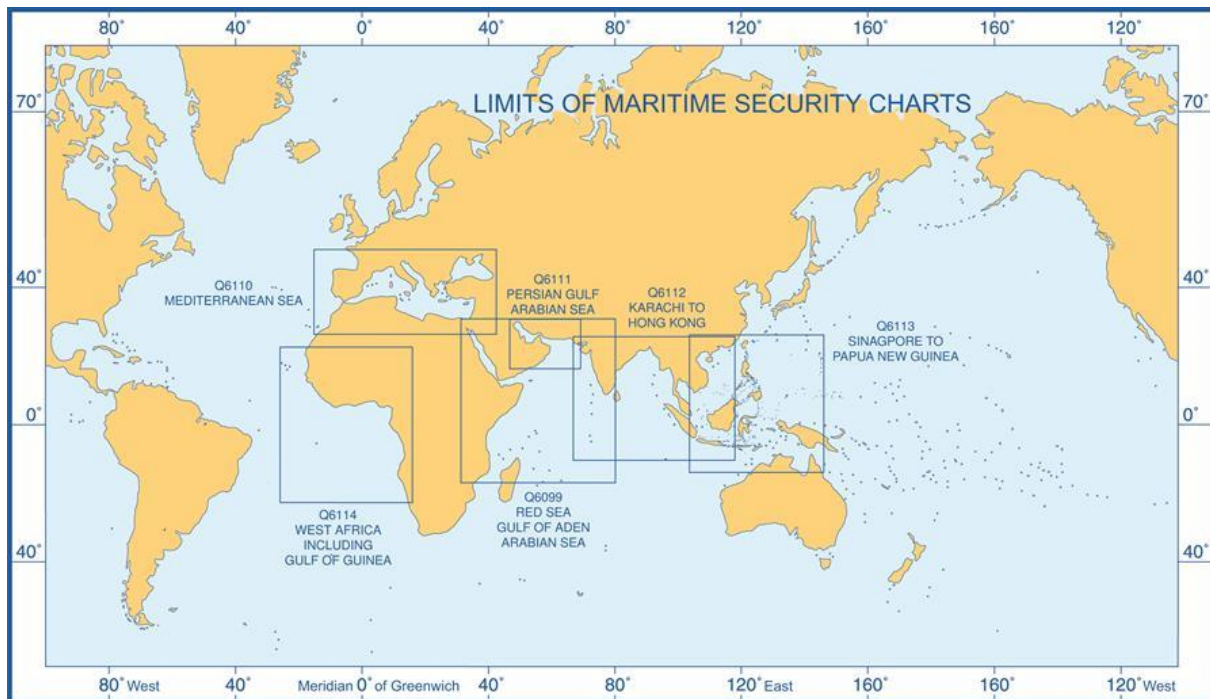 80° 40° 0° 40° 80° 120° 160° 160° 120°
LIMITS OF MARITIME SECURITY CHARTS
70° 70°
40° 40°
Q6110
MEDITERRANEAN SEA
Q6111
PERSIAN GULF
ARABIAN SEA
Q6112
KARACHI TO
HONG KONG
Q6113
SINAGPORE TO
PAPUA NEW GUINEA
0° 0°
Q6114
WEST AFRICA
INCLUDING
GULF OF GUINEA
Q6099
RED SEA
GULF OF ADEN
ARABIAN SEA
40° 40°
80° West 40° Meridian 0° of Greenwich 40° 80° 120° East 160° 160° 120° West